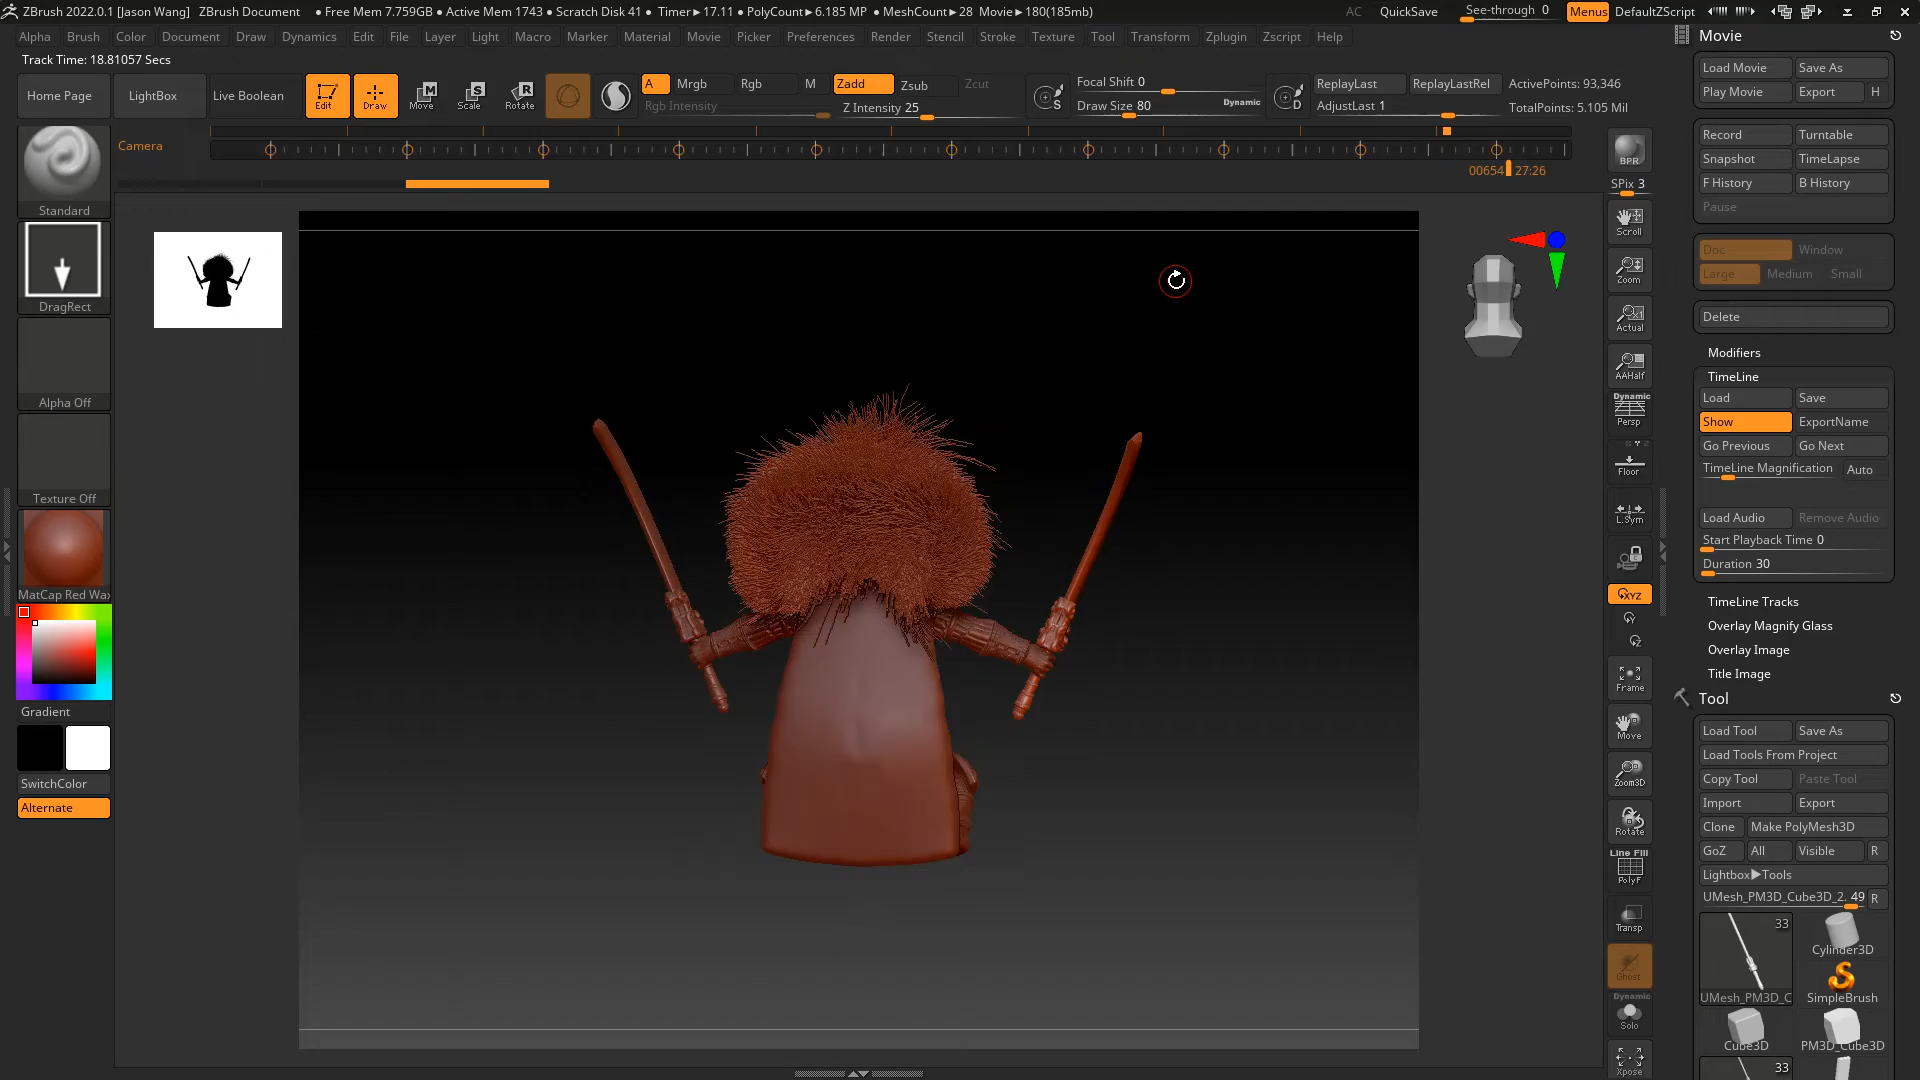 ZBrush 2022.0.1 [Jason Wang] ZBrush Document ● Free Mem 7.759GB ● Active Mem 1743 ● Scratch Disk 41 ● Timer►17.11 ● PolyCount►6.185 MP ● MeshCount►28 Movie►180(185mb) AC QuickSave See-through 0 Menus DefaultZScript
Alpha Brush Color Document Draw Dynamics Edit File Layer Light Macro Marker Material Movie Picker Preferences Render Stencil Stroke Texture Tool Transform Zplugin Zscript Help
Track Time: 18.81057 Secs
Home Page LightBox Live Boolean Edit Draw Move Scale Rotate
A Mrgb Rgb M Zadd Zsub Zcut
Rgb Intensity Z Intensity 25
Focal Shift 0
Draw Size 80 Dynamic
S D
ReplayLast ReplayLastRel ActivePoints: 93,346
AdjustLast 1 TotalPoints: 5.105 Mil
Camera
00654 27:26
Standard
DragRect
Alpha Off
Texture Off
MatCap Red Wax
Gradient
SwitchColor
Alternate
BPR
SPix 3
Scroll
Zoom
Actual
AAHalf
Dynamic
Persp
Floor
L.Sym
XYZ
Frame
Move
Zoom3D
Rotate
Line Fill
PolyF
Transp
Ghost
Dynamic
Solo
Xpose
Movie
Load Movie Save As
Play Movie Export H
Record Turntable
Snapshot TimeLapse
F History B History
Pause
Doc Window
Large Medium Small
Delete
Modifiers
TimeLine
Load Save
Show ExportName
Go Previous Go Next
TimeLine Magnification Auto
Load Audio Remove Audio
Start Playback Time 0
Duration 30
TimeLine Tracks
Overlay Magnify Glass
Overlay Image
Title Image
Tool
Load Tool Save As
Load Tools From Project
Copy Tool Paste Tool
Import Export
Clone Make PolyMesh3D
GoZ All Visible R
Lightbox►Tools
UMesh_PM3D_Cube3D_2. 49 R
33
Cylinder3D
UMesh_PM3D_C SimpleBrush
Cube3D PM3D_Cube3D
33